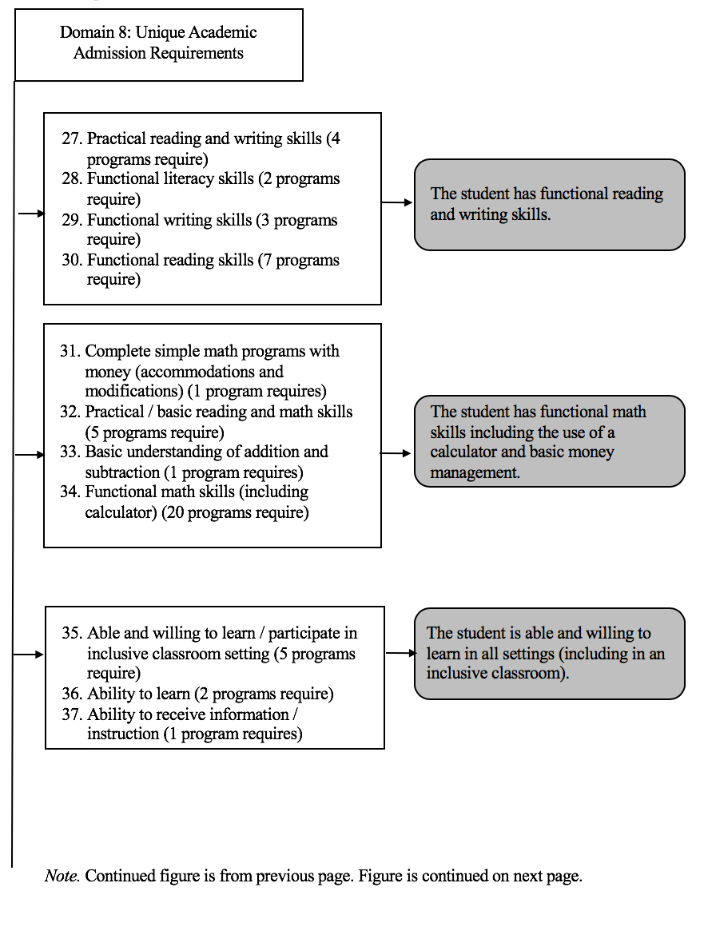 Domain 8: Unique Academic
Admission Requirements
27. Practical reading and writing skills (4
programs require)
28. Functional literacy skills (2 programs
require)
29. Functional writing skills (3 programs
require)
30. Functional reading skills (7 programs
require)
The student has functional reading
and writing skills.
31. Complete simple math programs with
money (accommodations and
modifications) (1 program requires)
32. Practical / basic reading and math skills
(5 programs require)
33. Basic understanding of addition and
subtraction (1 program requires)
34. Functional math skills (including
calculator) (20 programs require)
The student has functional math
skills including the use of a
calculator and basic money
management.
35. Able and willing to learn / participate in
inclusive classroom setting (5 programs
require)
36. Ability to learn (2 programs require)
37. Ability to receive information /
instruction (1 program requires)
The student is able and willing to
learn in all settings (including in an
inclusive classroom).
Note. Continued figure is from previous page. Figure is continued on next page.